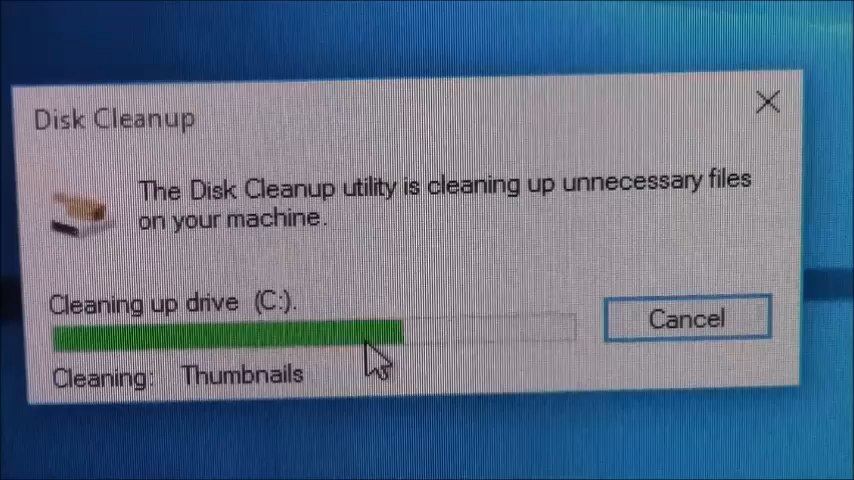 Disk Cleanup
The Disk Cleanup utility is cleaning up unnecessary files
on your machine.
Cleaning up drive (C:).
Cancel
Cleaning: Thumbnails